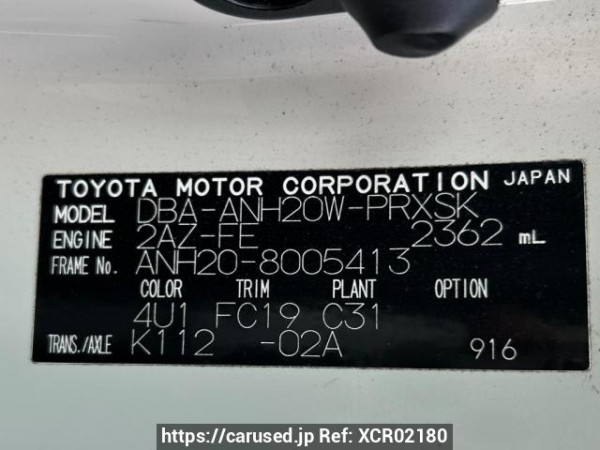 TOYOTA MOTOR CORPORATION JAPAN
MODEL DBA-ANH20W-PRXSK
ENGINE 2AZ-FE 2362 mL
FRAME No. ANH20-8005413
COLOR TRIM PLANT OPTION
4U1 FC19 C31
TRANS./AXLE K112 -02A 916
https://carused.jp Ref: XCR02180